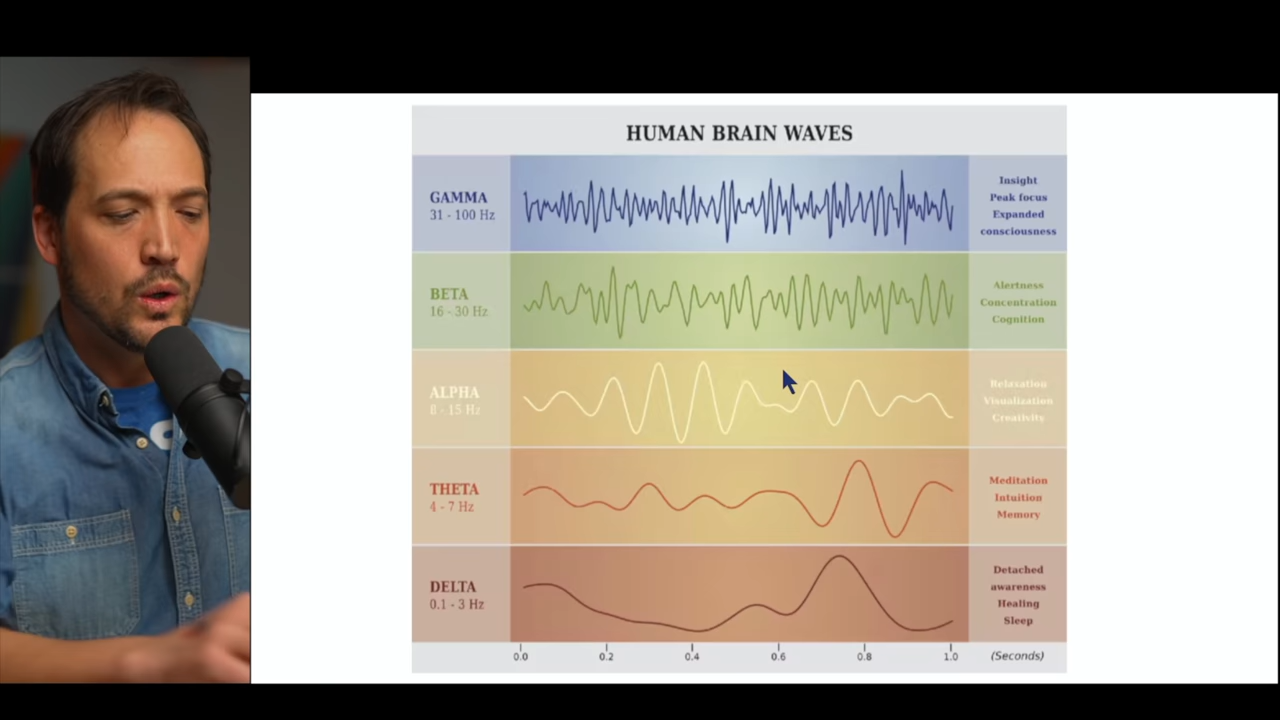 HUMAN BRAIN WAVES
GAMMA
31 - 100 Hz
Insight
Peak focus
Expanded
consciousness
BETA
16 - 30 Hz
Alertness
Concentration
Cognition
ALPHA
8 - 15 Hz
Relaxation
Visualization
Creativity
THETA
4 - 7 Hz
Meditation
Intuition
Memory
DELTA
0.1 - 3 Hz
Detached
awareness
Healing
Sleep
0.0 0.2 0.4 0.6 0.8 1.0 (Seconds)